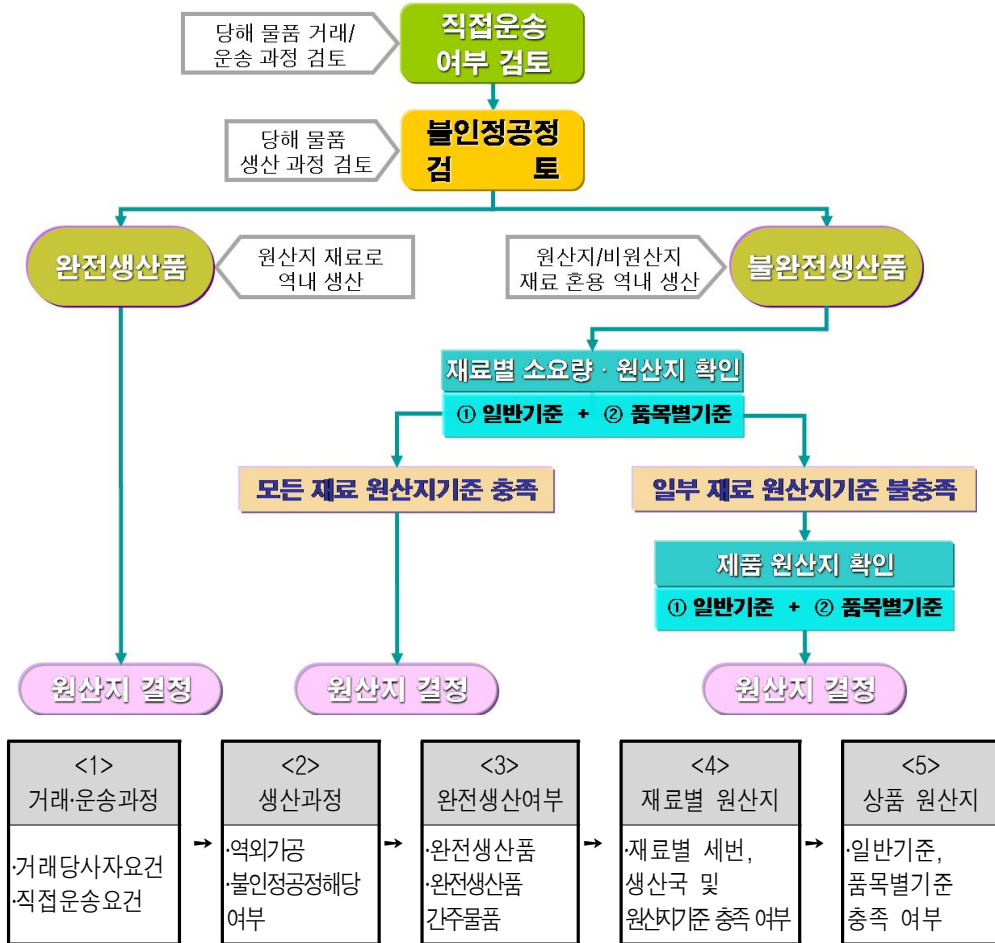 당해 물품 거래/
운송 과정 검토
직접운송
여부 검토
당해 물품
생산 과정 검토
불인정공정
검 토
완전생산품
원산지 재료로
역내 생산
원산지/비원산지
재료 혼용 역내 생산
불완전생산품
재료별 소요량 · 원산지 확인
① 일반기준 + ② 품목별기준
모든 재료 원산지기준 충족
일부 재료 원산지기준 불충족
제품 원산지 확인
① 일반기준 + ② 품목별기준
원산지 결정
원산지 결정
원산지 결정
<1>
거래·운송과정
·거래당사자요건
·직접운송요건
→
<2>
생산과정
·역외가공
·불인정공정해당
여부
→
<3>
완전생산여부
·완전생산품
·완전생산품
간주물품
→
<4>
재료별 원산지
·재료별 세번,
생산국 및
원산지기준 충족 여부
→
<5>
상품 원산지
·일반기준,
품목별기준
충족 여부